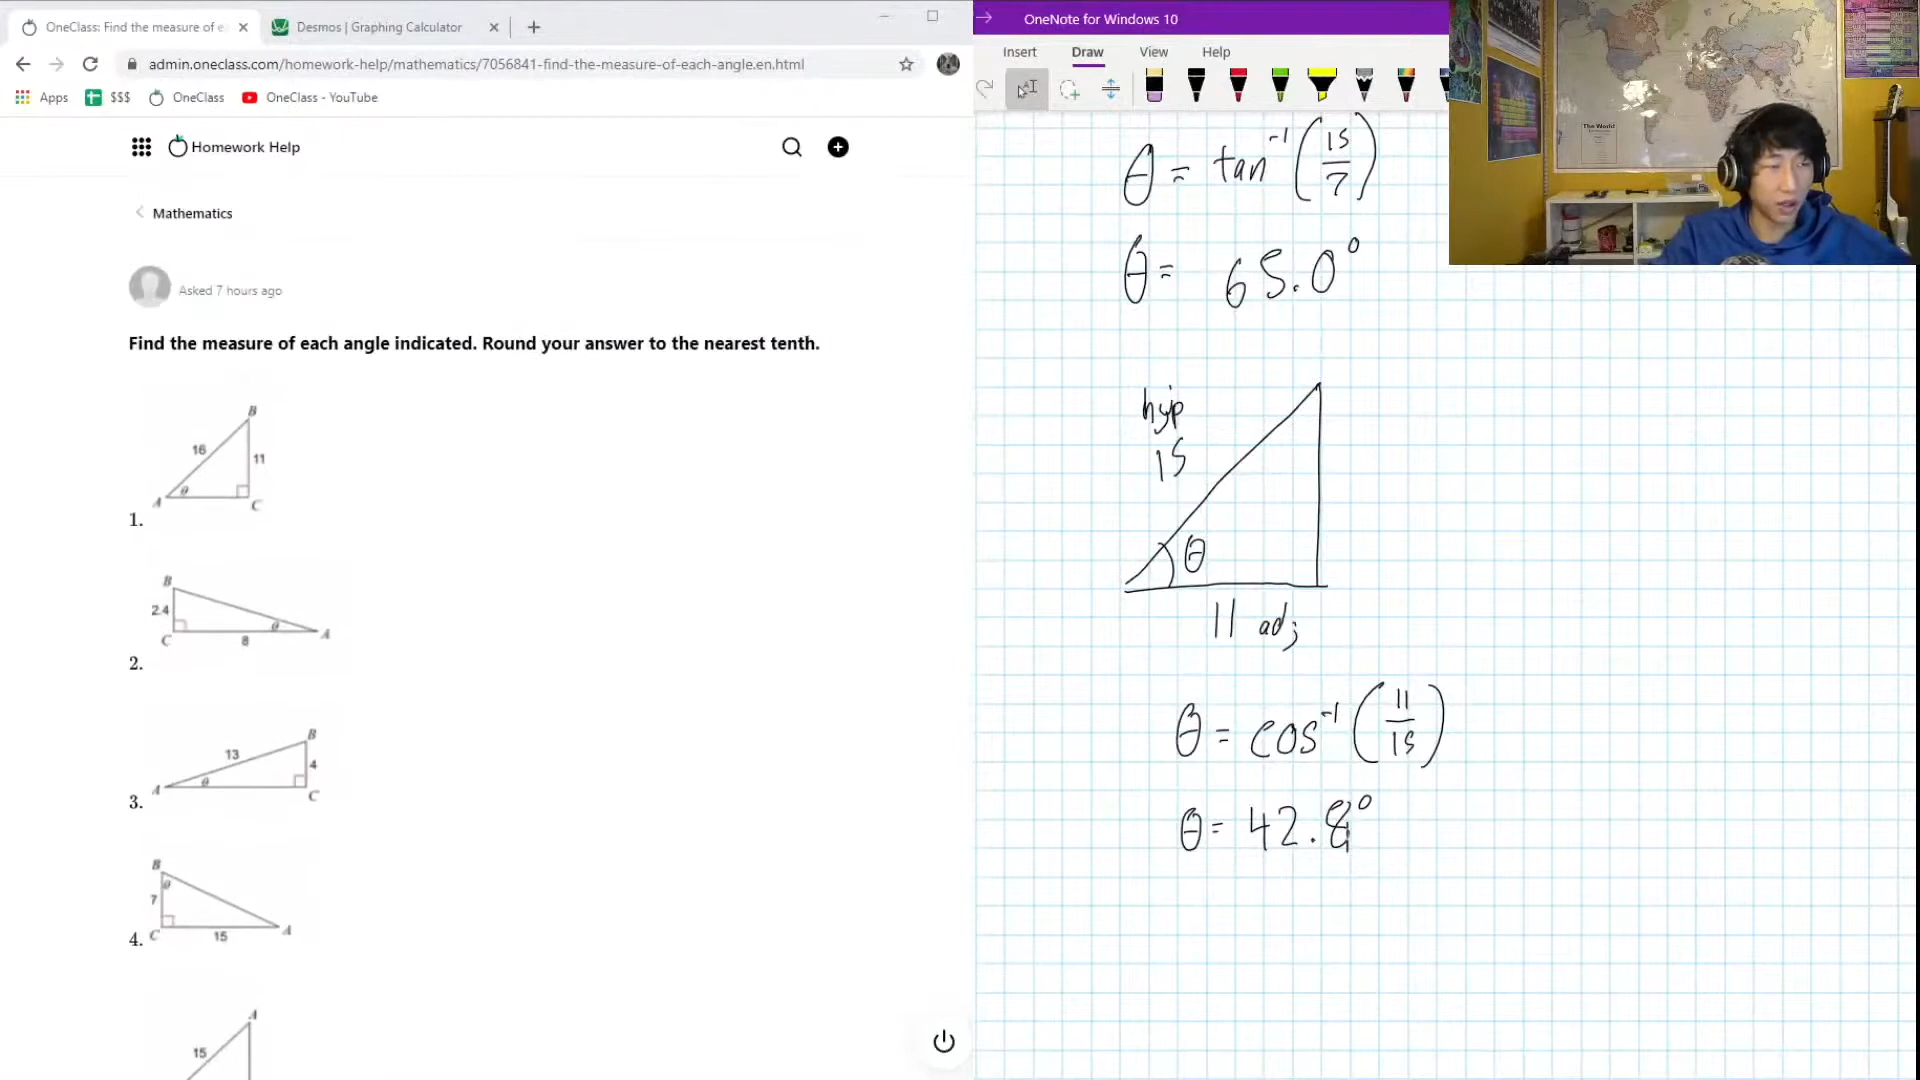 OneClass: Find the measure of e
Desmos | Graphing Calculator
admin.oneclass.com/homework-help/mathematics/7056841-find-the-measure-of-each-angle.en.html
Apps
$$$
OneClass
OneClass - YouTube
Homework Help
Mathematics
Asked 7 hours ago
Find the measure of each angle indicated. Round your answer to the nearest tenth.
B
16
11
A
θ
C
1.
B
2.4
θ
C
8
A
2.
B
13
4
A
θ
C
3.
B
θ
7
C
15
A
4.
A
15
OneNote for Windows 10
Insert
Draw
View
Help
θ = tan⁻¹ (15/7)
θ = 65.0°
hyp
15
θ
11 adj
θ = cos⁻¹ (11/15)
θ = 42.8°
The World